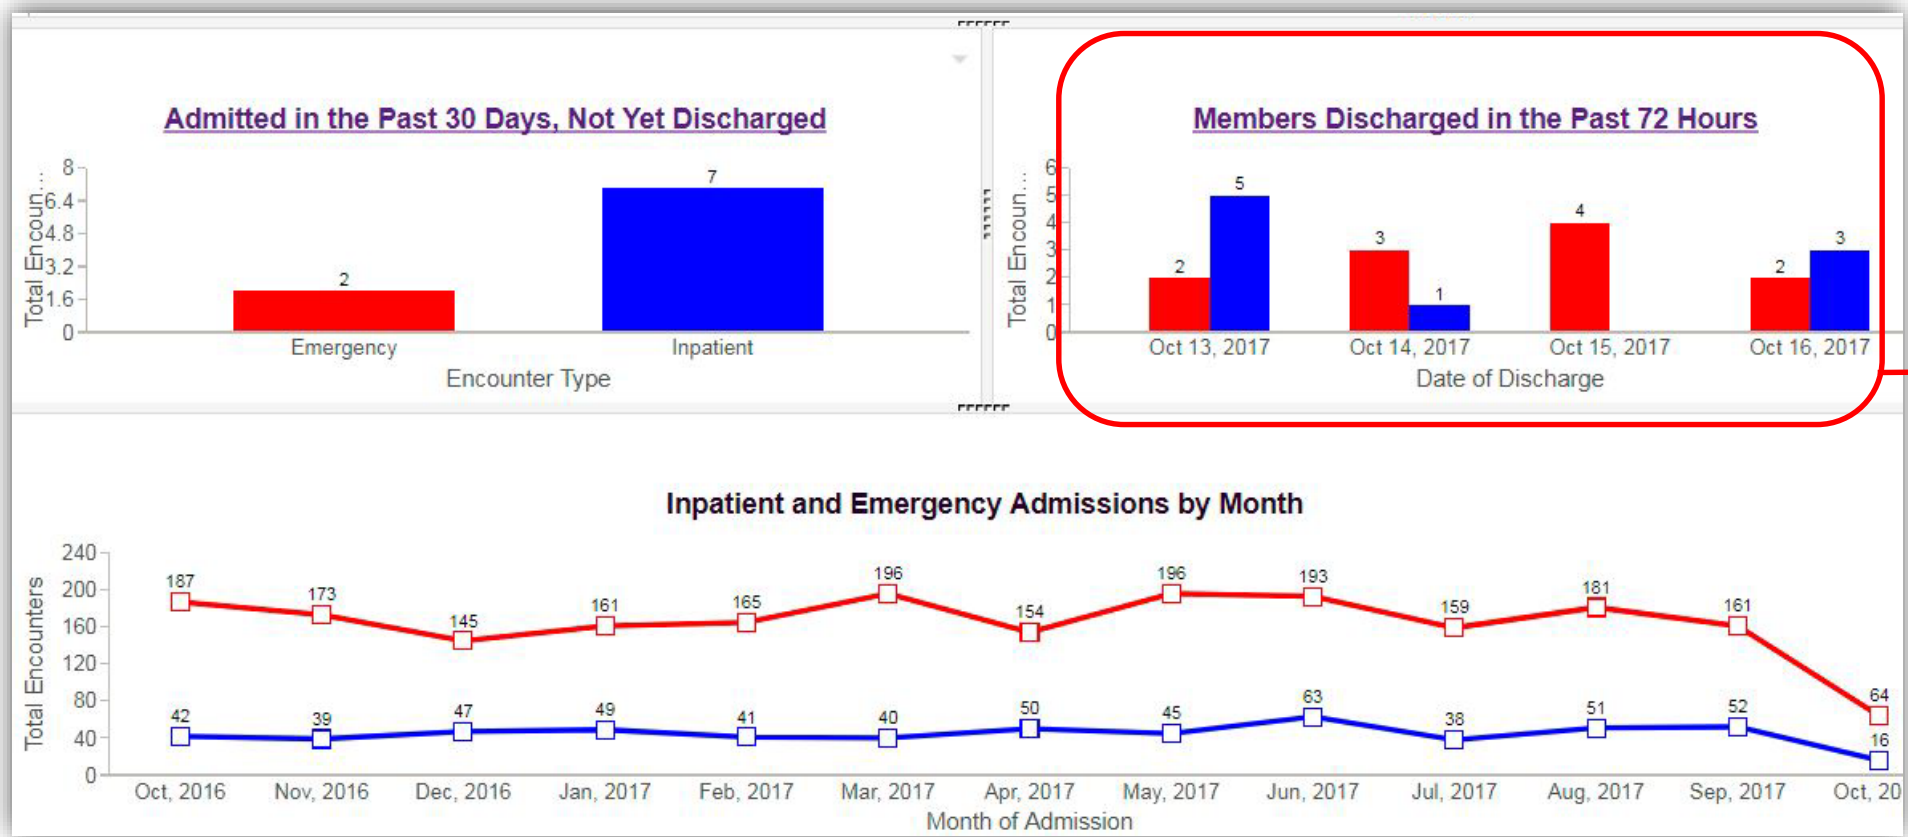 Admitted in the Past 30 Days, Not Yet Discharged
Total Encoun...
8
6.4
4.8
3.2
1.6
0
2
7
Emergency
Inpatient
Encounter Type
Members Discharged in the Past 72 Hours
Total Encoun...
6
5
4
3
2
1
0
2
5
3
1
4
2
3
Oct 13, 2017
Oct 14, 2017
Oct 15, 2017
Oct 16, 2017
Date of Discharge
Inpatient and Emergency Admissions by Month
Total Encounters
240
200
160
120
80
40
0
187
173
145
161
165
196
154
196
193
159
181
161
64
42
39
47
49
41
40
50
45
63
38
51
52
16
Oct, 2016
Nov, 2016
Dec, 2016
Jan, 2017
Feb, 2017
Mar, 2017
Apr, 2017
May, 2017
Jun, 2017
Jul, 2017
Aug, 2017
Sep, 2017
Oct, 20
Month of Admission